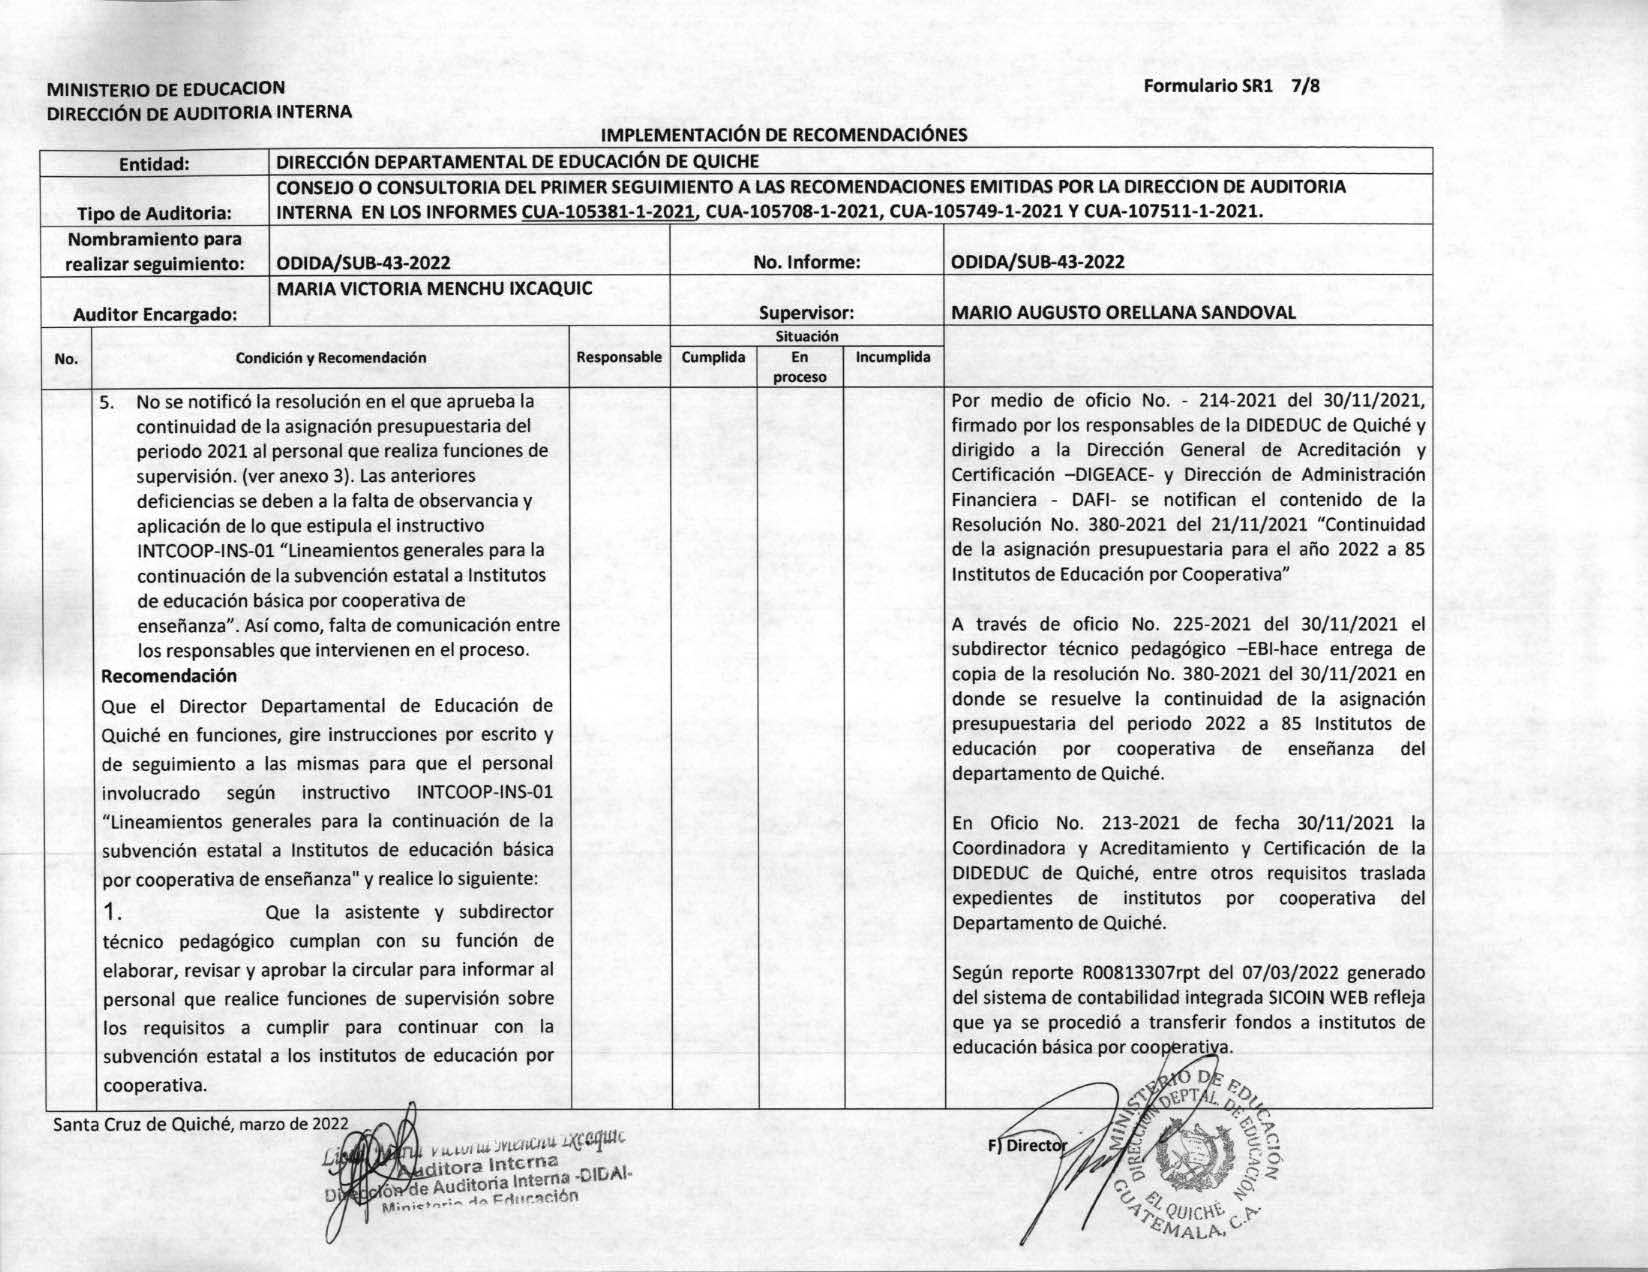 MINISTERIO DE EDUCACION
DIRECCIÓN DE AUDITORIA INTERNA
Formulario SR1 7/8
IMPLEMENTACIÓN DE RECOMENDACIÓNES
Entidad: DIRECCIÓN DEPARTAMENTAL DE EDUCACIÓN DE QUICHE
CONSEJO O CONSULTORIA DEL PRIMER SEGUIMIENTO A LAS RECOMENDACIONES EMITIDAS POR LA DIRECCION DE AUDITORIA
Tipo de Auditoria: INTERNA EN LOS INFORMES CUA-105381-1-2021, CUA-105708-1-2021, CUA-105749-1-2021 Y CUA-107511-1-2021.
Nombramiento para
realizar seguimiento: ODIDA/SUB-43-2022 No. Informe: ODIDA/SUB-43-2022
MARIA VICTORIA MENCHU IXCAQUIC
Auditor Encargado: Supervisor: MARIO AUGUSTO ORELLANA SANDOVAL
Situación
No. Condición y Recomendación Responsable Cumplida En Incumplida
proceso
5. No se notificó la resolución en el que aprueba la
continuidad de la asignación presupuestaria del
periodo 2021 al personal que realiza funciones de
supervisión. (ver anexo 3). Las anteriores
deficiencias se deben a la falta de observancia y
aplicación de lo que estipula el instructivo
INTCOOP-INS-01 “Lineamientos generales para la
continuación de la subvención estatal a Institutos
de educación básica por cooperativa de
enseñanza”. Así como, falta de comunicación entre
los responsables que intervienen en el proceso.
Recomendación
Que el Director Departamental de Educación de
Quiché en funciones, gire instrucciones por escrito y
de seguimiento a las mismas para que el personal
involucrado según instructivo INTCOOP-INS-01
“Lineamientos generales para la continuación de la
subvención estatal a Institutos de educación básica
por cooperativa de enseñanza" y realice lo siguiente:
1. Que la asistente y subdirector
técnico pedagógico cumplan con su función de
elaborar, revisar y aprobar la circular para informar al
personal que realice funciones de supervisión sobre
los requisitos a cumplir para continuar con la
subvención estatal a los institutos de educación por
cooperativa.
Por medio de oficio No. - 214-2021 del 30/11/2021,
firmado por los responsables de la DIDEDUC de Quiché y
dirigido a la Dirección General de Acreditación y
Certificación –DIGEACE- y Dirección de Administración
Financiera - DAFI- se notifican el contenido de la
Resolución No. 380-2021 del 21/11/2021 “Continuidad
de la asignación presupuestaria para el año 2022 a 85
Institutos de Educación por Cooperativa”
A través de oficio No. 225-2021 del 30/11/2021 el
subdirector técnico pedagógico –EBI-hace entrega de
copia de la resolución No. 380-2021 del 30/11/2021 en
donde se resuelve la continuidad de la asignación
presupuestaria del periodo 2022 a 85 Institutos de
educación por cooperativa de enseñanza del
departamento de Quiché.
En Oficio No. 213-2021 de fecha 30/11/2021 la
Coordinadora y Acreditamiento y Certificación de la
DIDEDUC de Quiché, entre otros requisitos traslada
expedientes de institutos por cooperativa del
Departamento de Quiché.
Según reporte R00813307rpt del 07/03/2022 generado
del sistema de contabilidad integrada SICOIN WEB refleja
que ya se procedió a transferir fondos a institutos de
educación básica por cooperativa.
Santa Cruz de Quiché, marzo de 2022
Victoria Menchú Ixcaquic
Auditora Interna
Dirección de Auditoria Interna -DIDAI-
Ministerio de Educación
F) Director
MINISTERIO DE EDUCACIÓN
DIRECCIÓN DEPTAL. DE EDUCACIÓN
EL QUICHÉ
GUATEMALA, C.A.